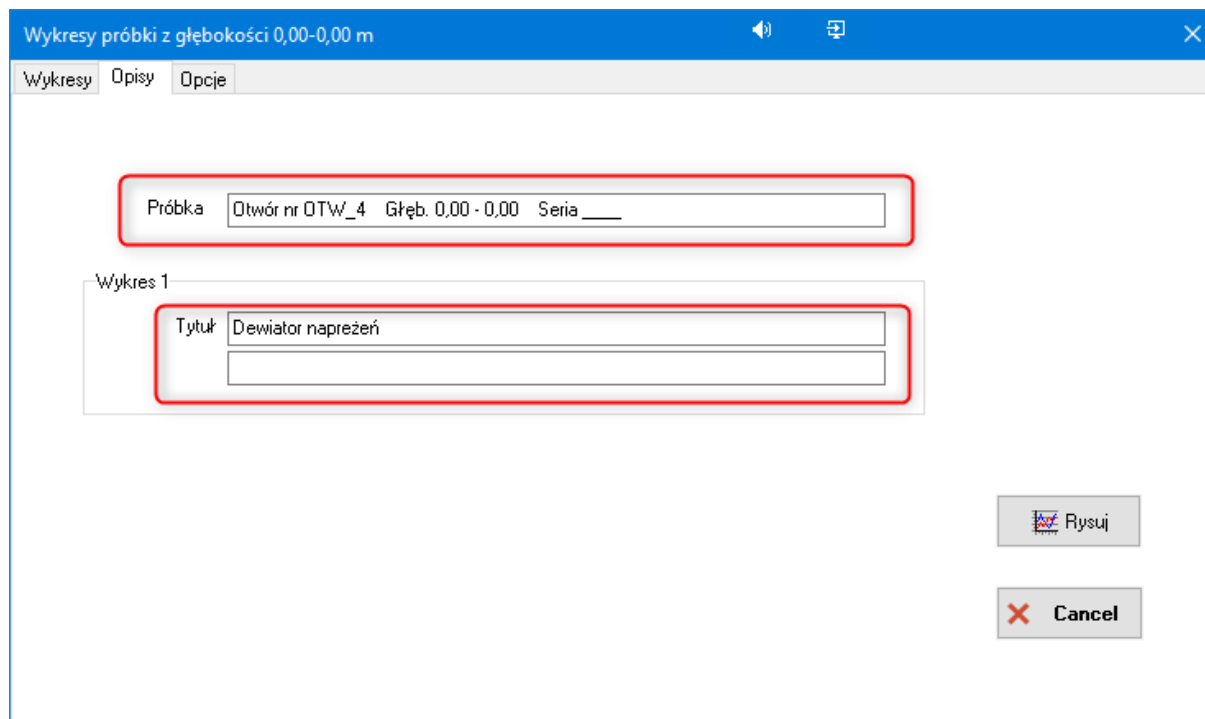 Wykresy próbki z głębokości 0,00-0,00 m
Wykresy Opisy Opcje
Próbka Otwór nr OTW_4 Głęb. 0,00 - 0,00 Seria ____
Wykres 1
Tytuł Dewiator napreżeń
Rysuj
Cancel